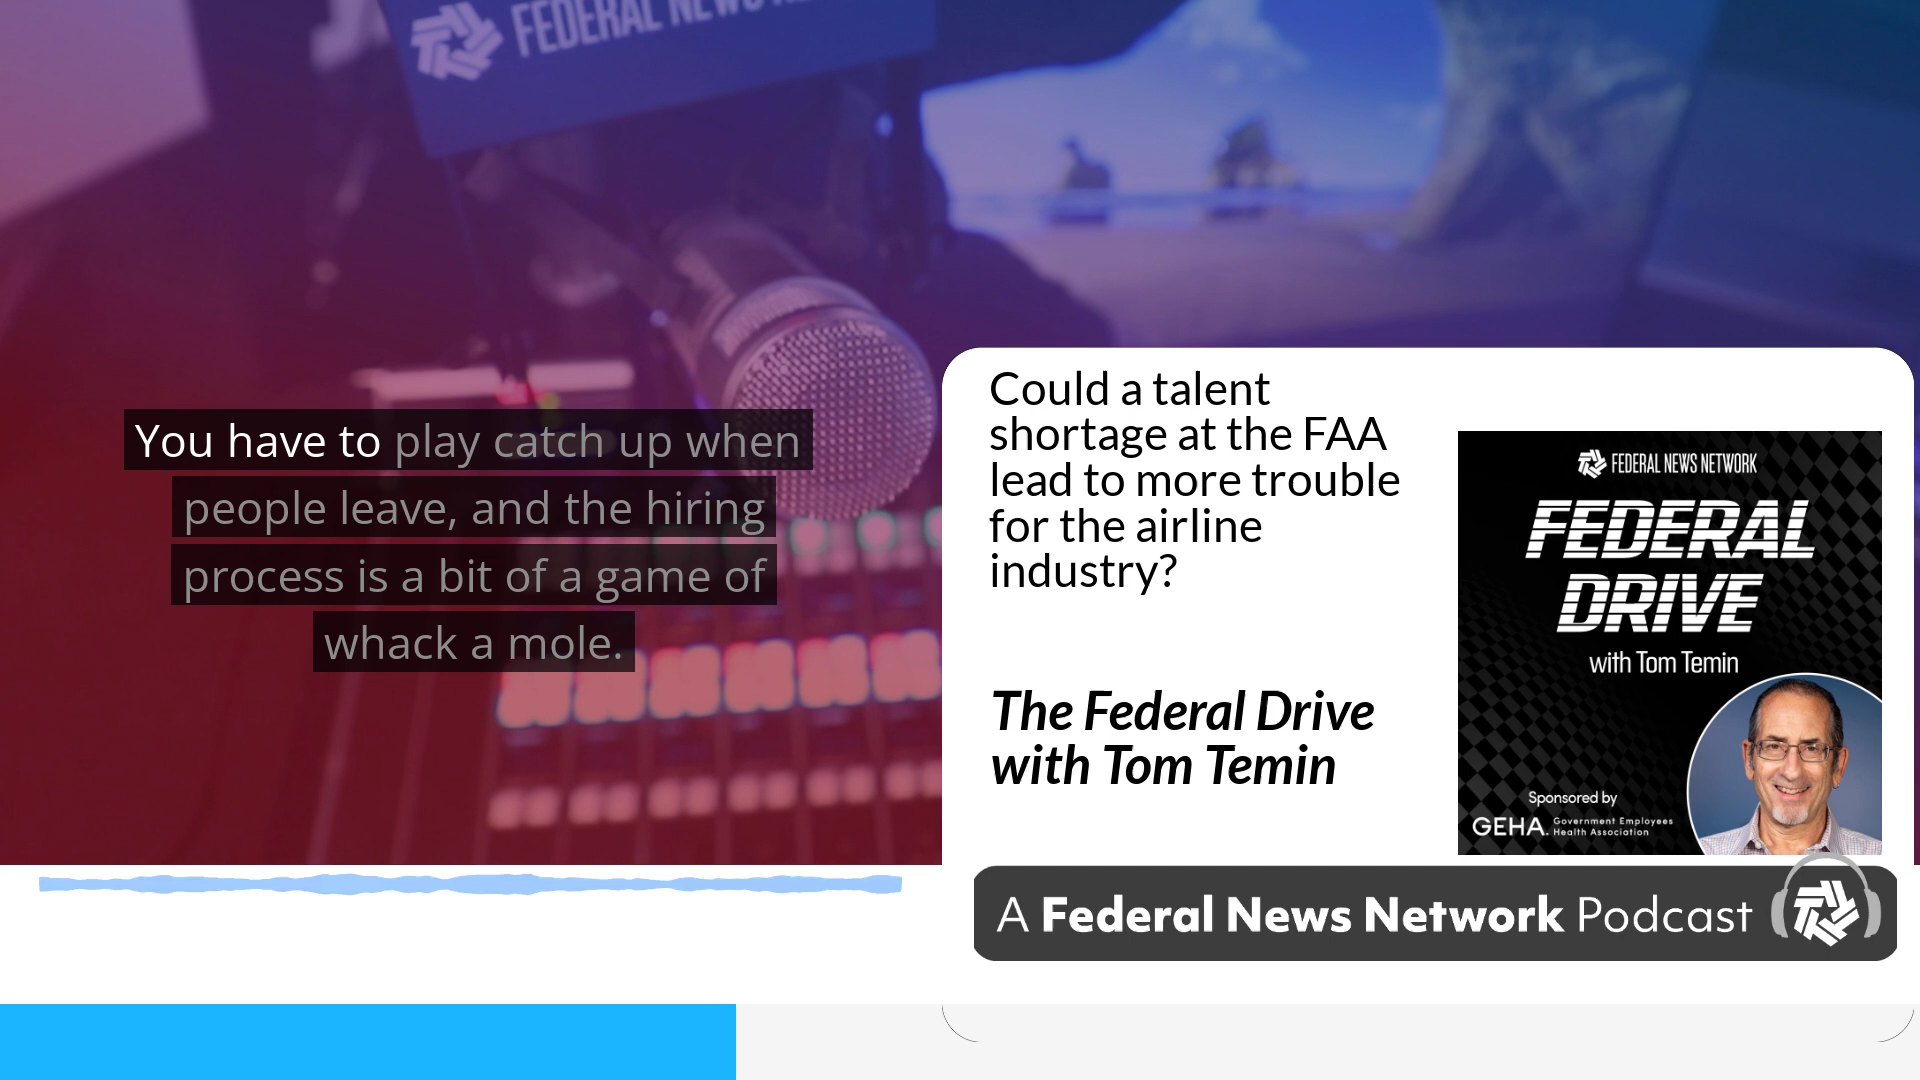 FEDERAL NEWS
You have to play catch up when
people leave, and the hiring
process is a bit of a game of
whack a mole.
Could a talent
shortage at the FAA
lead to more trouble
for the airline
industry?
The Federal Drive
with Tom Temin
FEDERAL NEWS NETWORK
FEDERAL
DRIVE
with Tom Temin
Sponsored by
GEHA. Government Employees
Health Association
A Federal News Network Podcast